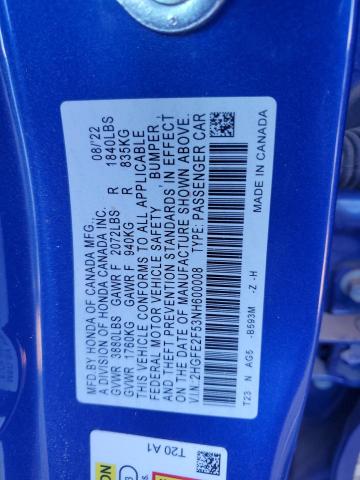 MFD.BY HONDA OF CANADA MFG., 08/'22
A DIVISION OF HONDA CANADA INC.
GVWR 3880LBS GAWR F 2072LBS R 1840LBS
GVWR 1760KG GAWR F 940KG R 835KG
THIS VEHICLE CONFORMS TO ALL APPLICABLE
FEDERAL MOTOR VEHICLE SAFETY , BUMPER ,
AND THEFT PREVENTION STANDARDS IN EFFECT
ON THE DATE OF MANUFACTURE SHOWN ABOVE.
V.I.N: 2HGFE2F53NH600008 TYPE: PASSENGER CAR
MADE IN CANADA
T23 N AG5 -B593M -Z -H
T20 A1